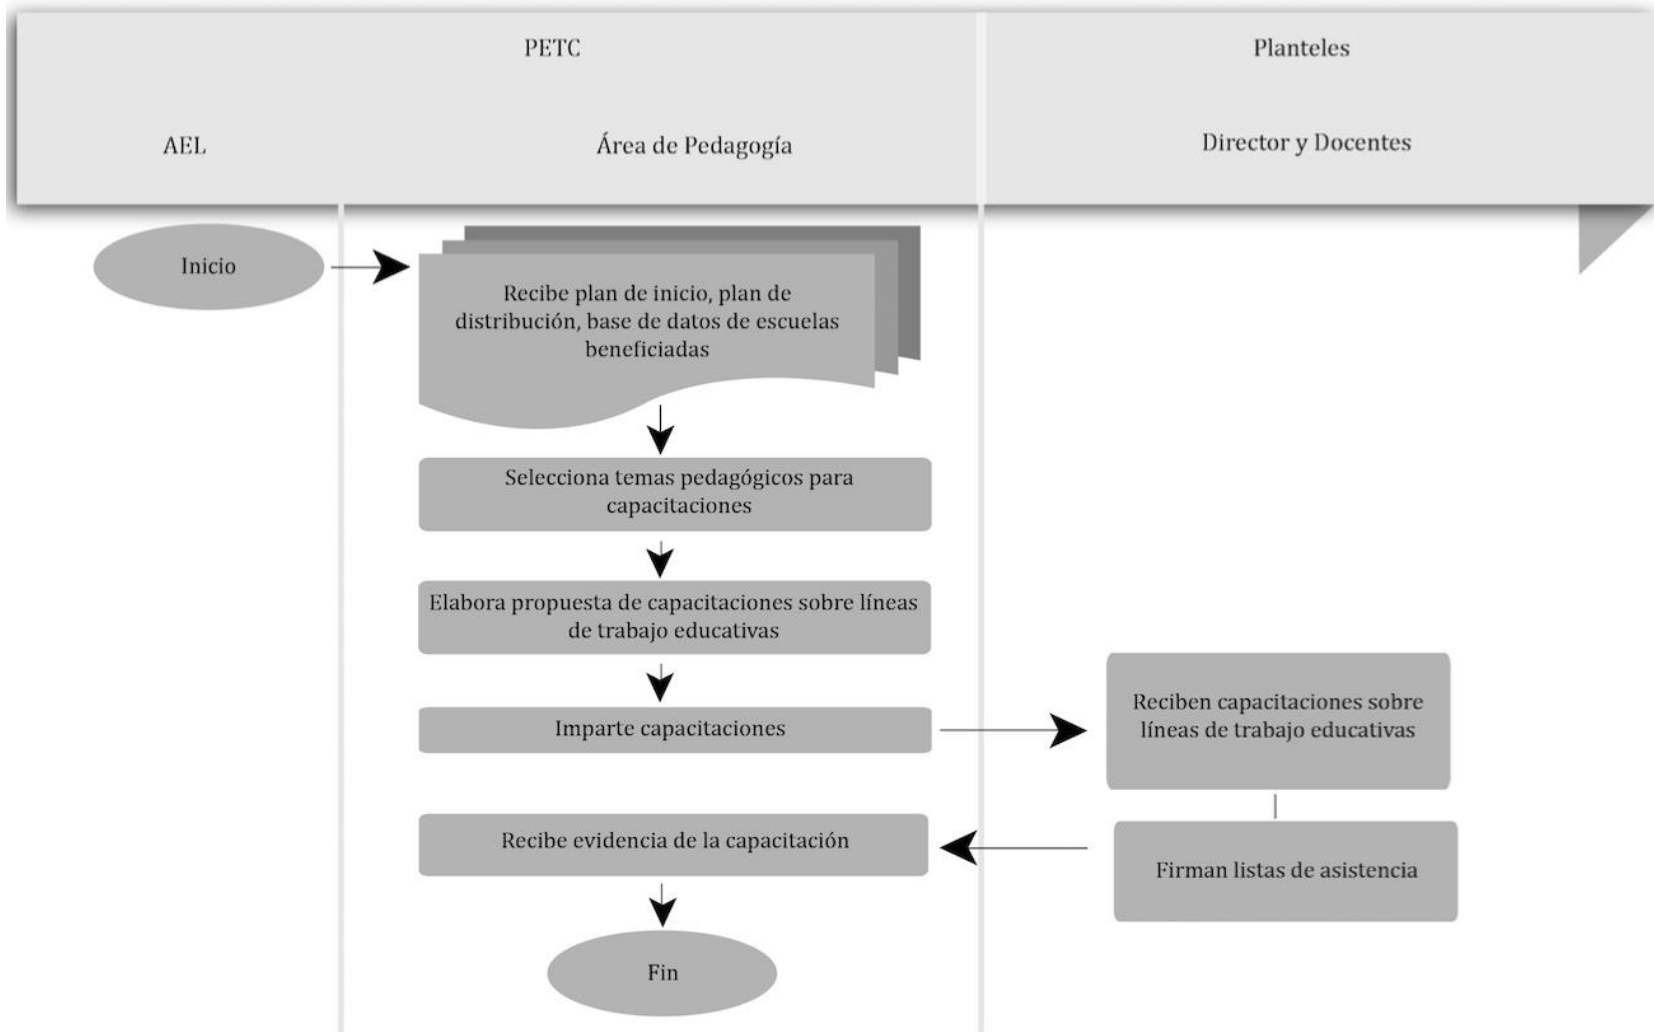 PETC
Planteles
AEL
Área de Pedagogía
Director y Docentes
Inicio
Recibe plan de inicio, plan de
distribución, base de datos de escuelas
beneficiadas
Selecciona temas pedagógicos para
capacitaciones
Elabora propuesta de capacitaciones sobre líneas
de trabajo educativas
Imparte capacitaciones
Reciben capacitaciones sobre
líneas de trabajo educativas
Firman listas de asistencia
Recibe evidencia de la capacitación
Fin